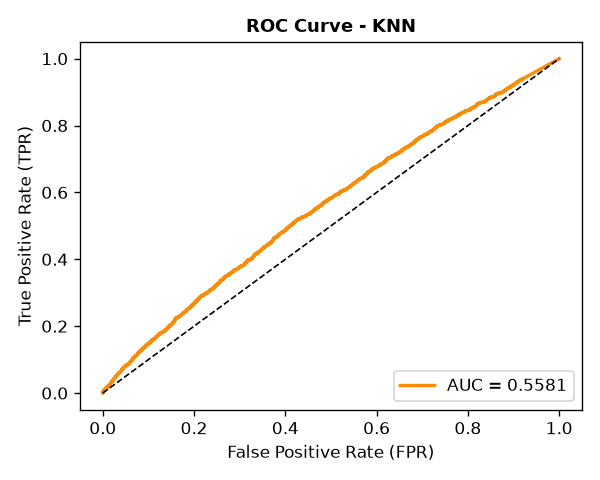 ROC Curve - KNN
1.0
0.8
0.6
0.4
0.2
0.0
True Positive Rate (TPR)
AUC = 0.5581
0.0 0.2 0.4 0.6 0.8 1.0
False Positive Rate (FPR)